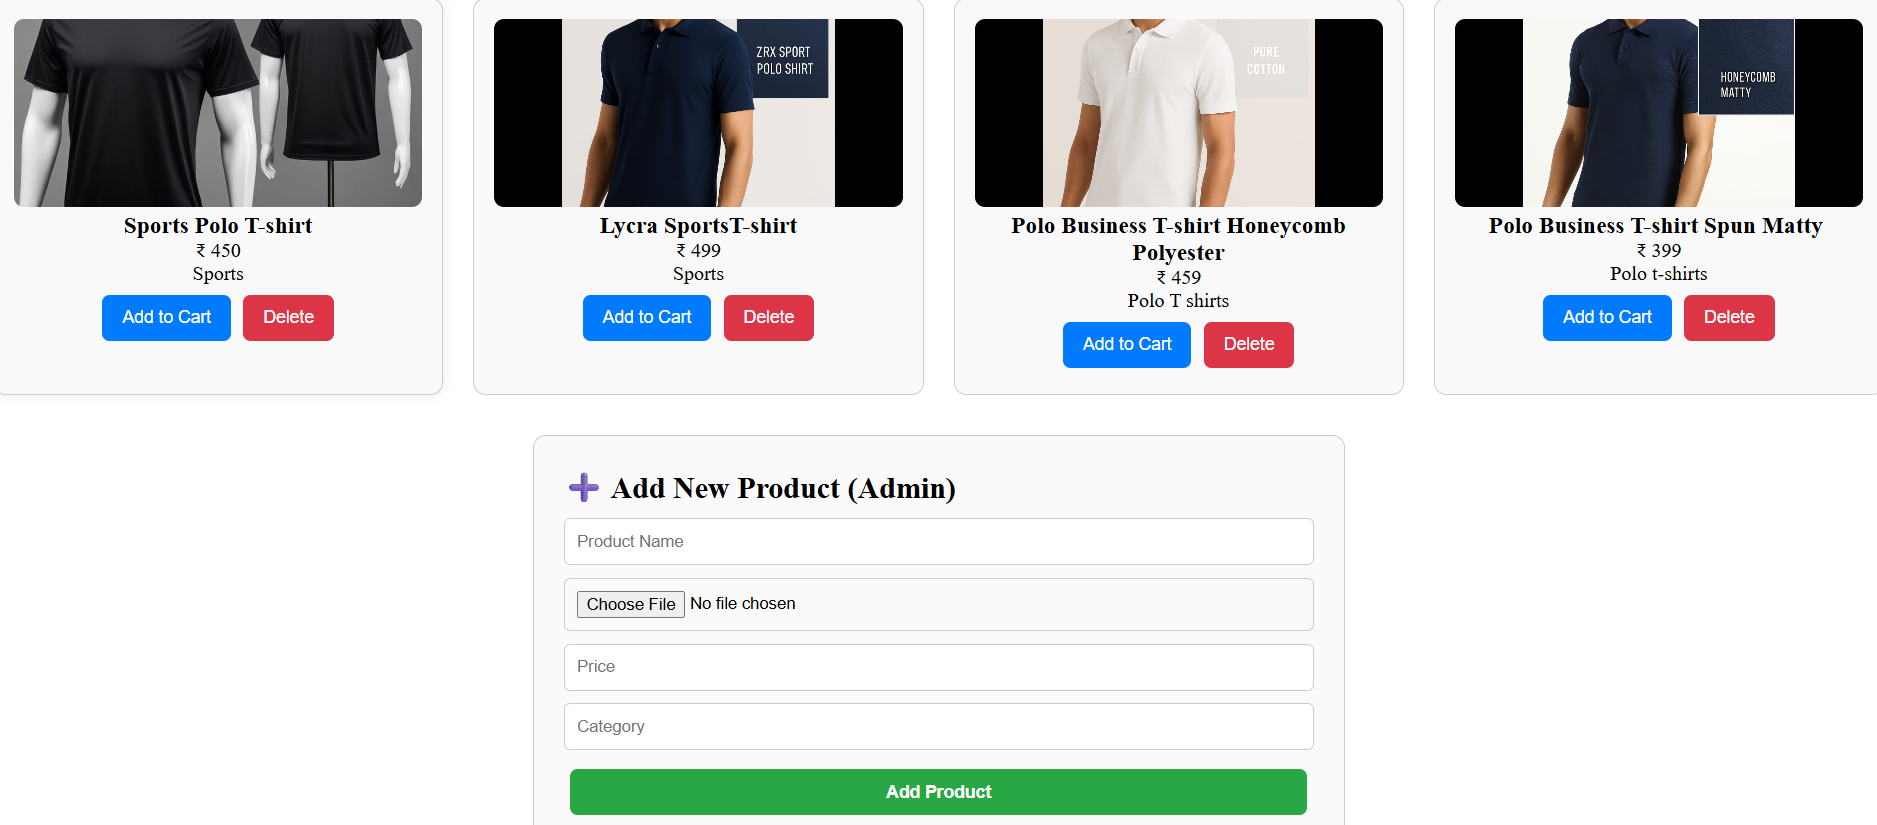 ZRX SPORT
POLO SHIRT
PURE
COTTON
HONEYCOMB
MATTY
Sports Polo T-shirt
₹ 450
Sports
Add to Cart Delete
Lycra SportsT-shirt
₹ 499
Sports
Add to Cart Delete
Polo Business T-shirt Honeycomb
Polyester
₹ 459
Polo T shirts
Add to Cart Delete
Polo Business T-shirt Spun Matty
₹ 399
Polo t-shirts
Add to Cart Delete
Add New Product (Admin)
Product Name
Choose File No file chosen
Price
Category
Add Product